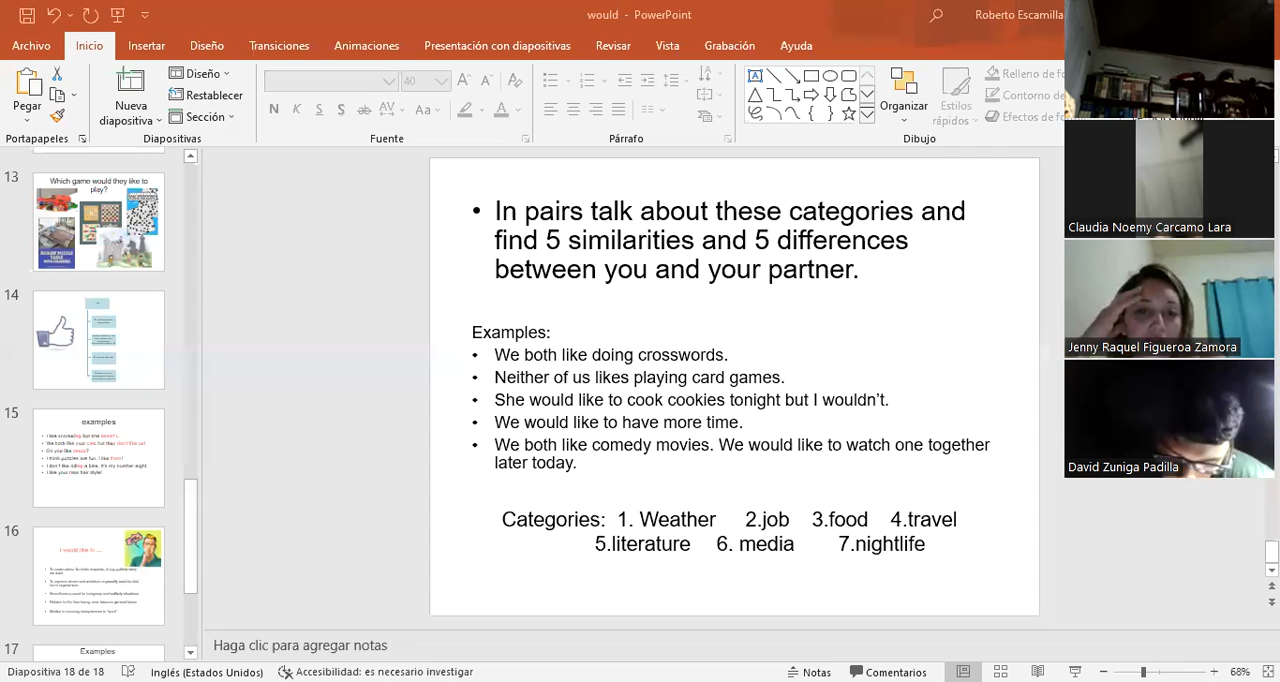 would - PowerPoint
Roberto Escamilla
Archivo Inicio Insertar Diseño Transiciones Animaciones Presentación con diapositivas Revisar Vista Grabación Ayuda
Pegar
Nueva diapositiva
Diseño
Restablecer
Sección
40
N K S S ab AV Aa A
Organizar
Estilos rápidos
Relleno de
Contorno de
Efectos de
Portapapeles Diapositivas Fuente Párrafo Dibujo
13
Which game would they like to play?
14
15
examples
16
I would like to ....
17
Examples
• In pairs talk about these categories and
find 5 similarities and 5 differences
between you and your partner.
Examples:
• We both like doing crosswords.
• Neither of us likes playing card games.
• She would like to cook cookies tonight but I wouldn't.
• We would like to have more time.
• We both like comedy movies. We would like to watch one together
later today.
Categories: 1. Weather 2.job 3.food 4.travel
5.literature 6. media 7.nightlife
Claudia Noemy Carcamo Lara
Jenny Raquel Figueroa Zamora
David Zuniga Padilla
Haga clic para agregar notas
Diapositiva 18 de 18 Inglés (Estados Unidos) Accesibilidad: es necesario investigar Notas Comentarios 68%